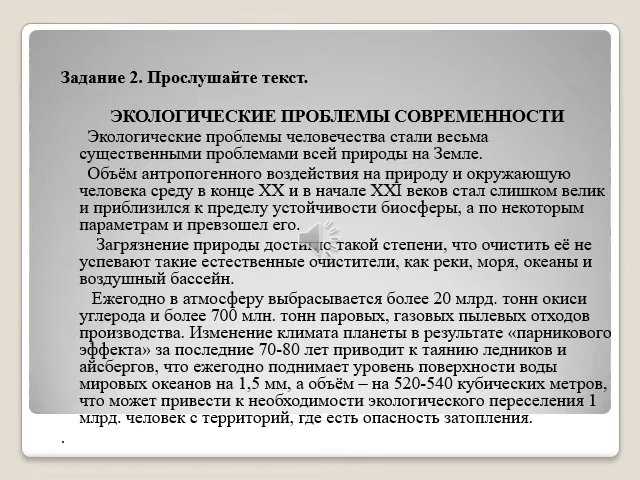 Задание 2. Прослушайте текст.
ЭКОЛОГИЧЕСКИЕ ПРОБЛЕМЫ СОВРЕМЕННОСТИ
Экологические проблемы человечества стали весьма
существенными проблемами всей природы на Земле.
Объём антропогенного воздействия на природу и окружающую
человека среду в конце XX и в начале XXI веков стал слишком велик
и приблизился к пределу устойчивости биосферы, а по некоторым
параметрам и превзошел его.
Загрязнение природы достигло такой степени, что очистить её не
успевают такие естественные очистители, как реки, моря, океаны и
воздушный бассейн.
Ежегодно в атмосферу выбрасывается более 20 млрд. тонн окиси
углерода и более 700 млн. тонн паровых, газовых пылевых отходов
производства. Изменение климата планеты в результате «парникового
эффекта» за последние 70-80 лет приводит к таянию ледников и
айсбергов, что ежегодно поднимает уровень поверхности воды
мировых океанов на 1,5 мм, а объём – на 520-540 кубических метров,
что может привести к необходимости экологического переселения 1
млрд. человек с территорий, где есть опасность затопления.
.